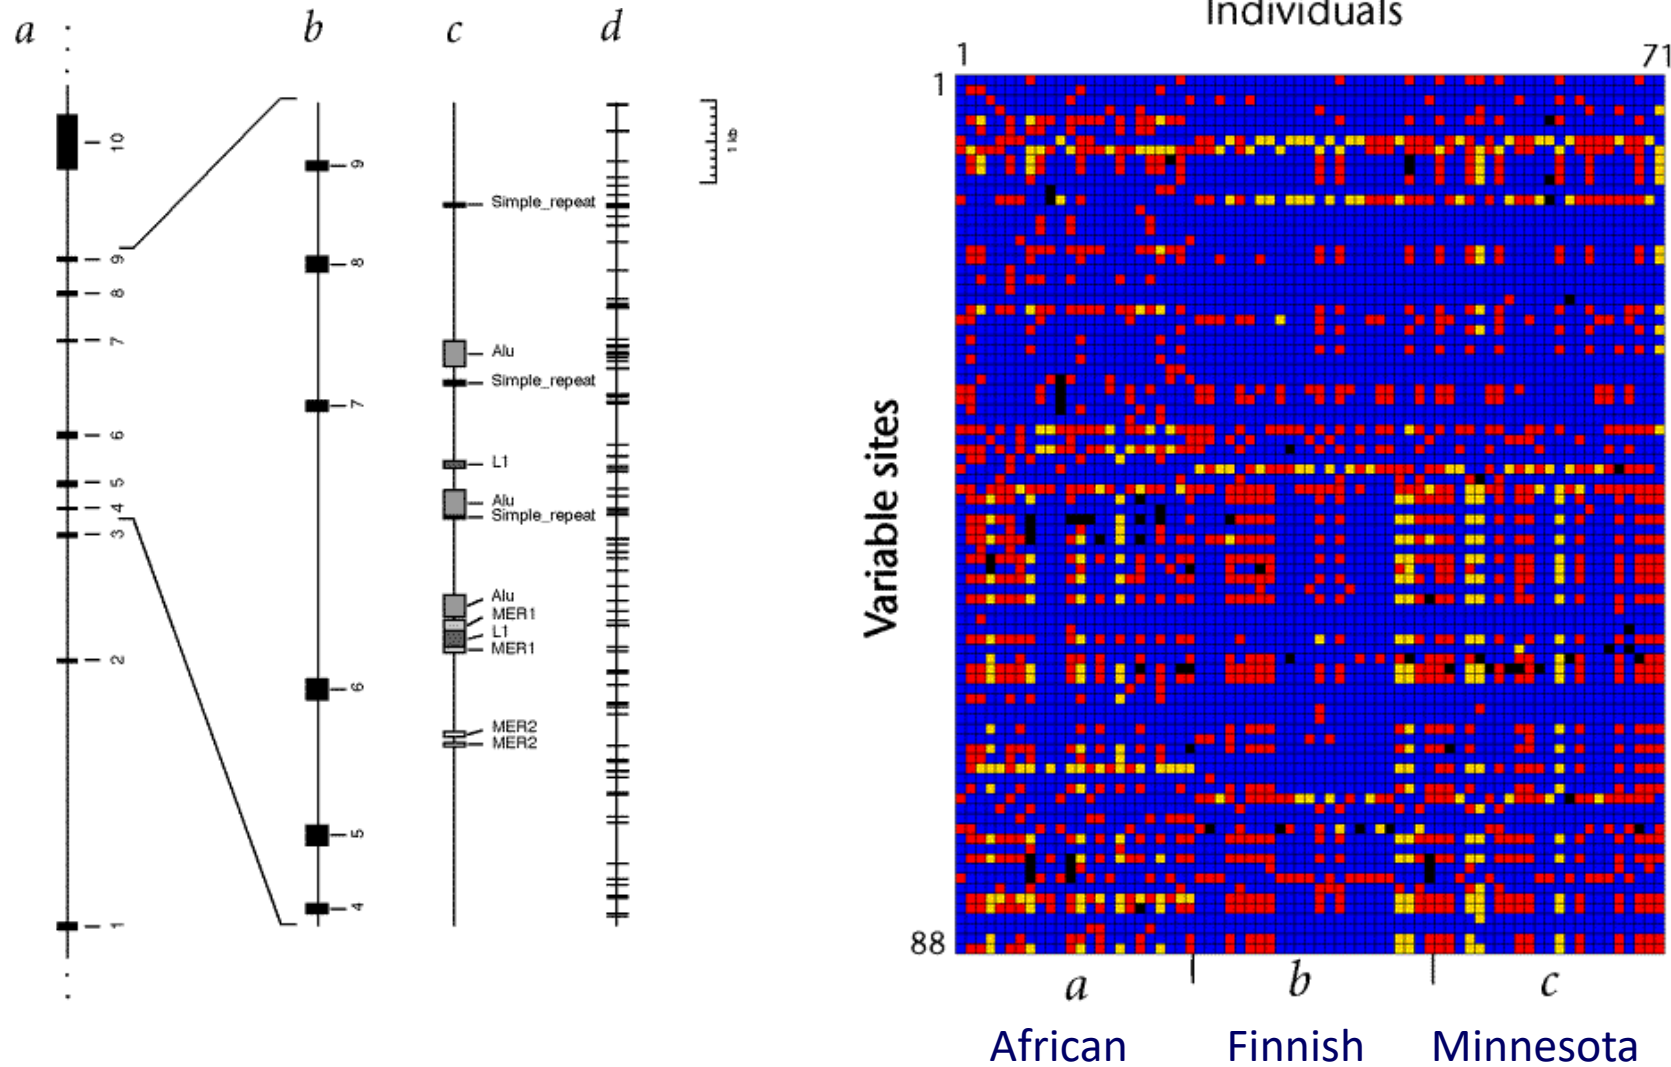 a
b
c
d
10
9
8
7
6
5
4
3
2
1
9
8
7
6
5
4
Simple_repeat
Alu
Simple_repeat
L1
Alu
Simple_repeat
Alu
MER1
L1
MER1
MER2
MER2
1 kb
Individuals
1
71
1
Variable sites
88
a
b
c
African
Finnish
Minnesota